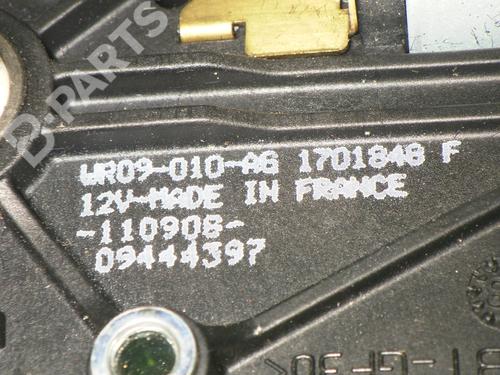 B-PARTS
WR09-010-AG 1701848 F
12V-MADE IN FRANCE
-110908-
09444397